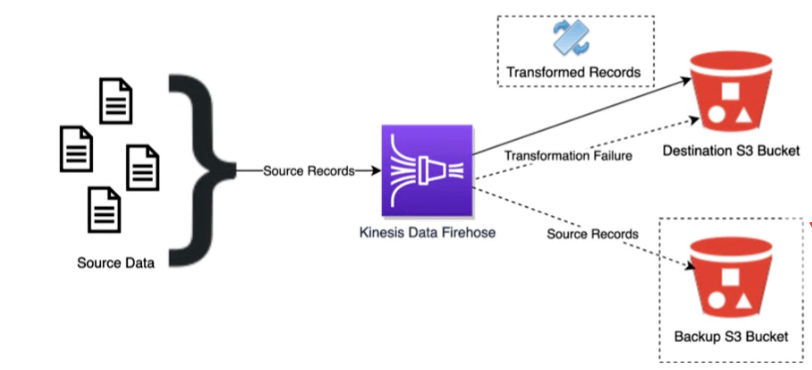 Transformed Records
Source Records
Transformation Failure
Destination S3 Bucket
Kinesis Data Firehose
Source Records
Source Data
Backup S3 Bucket